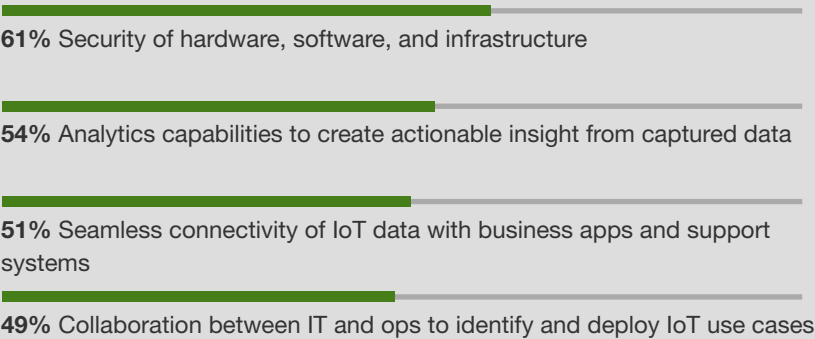 61% Security of hardware, software, and infrastructure
54% Analytics capabilities to create actionable insight from captured data
51% Seamless connectivity of IoT data with business apps and support
systems
49% Collaboration between IT and ops to identify and deploy IoT use cases